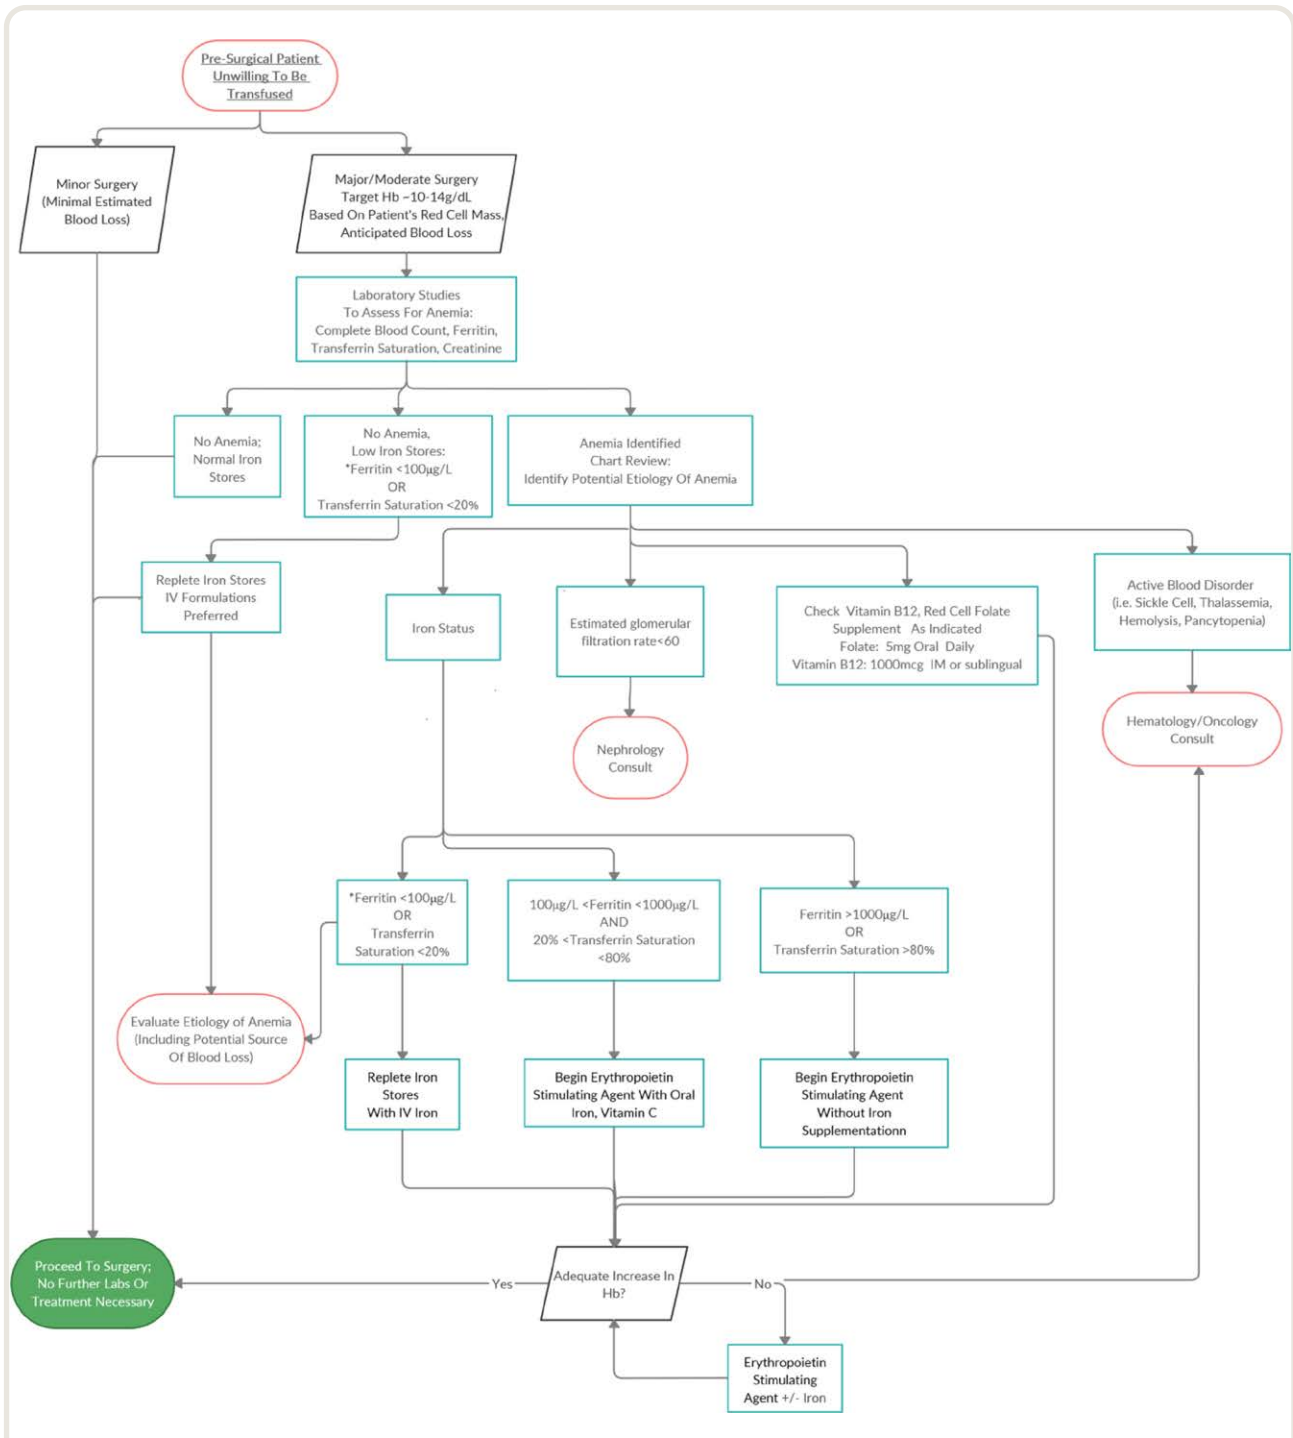 Pre-Surgical Patient
Unwilling To Be
Transfused
Minor Surgery
(Minimal Estimated
Blood Loss)
Major/Moderate Surgery
Target Hb ~10-14g/dL
Based On Patient's Red Cell Mass,
Anticipated Blood Loss
Laboratory Studies
To Assess For Anemia:
Complete Blood Count, Ferritin,
Transferrin Saturation, Creatinine
No Anemia;
Normal Iron
Stores
No Anemia,
Low Iron Stores:
*Ferritin <100µg/L
OR
Transferrin Saturation <20%
Anemia Identified
Chart Review:
Identify Potential Etiology Of Anemia
Replete Iron Stores
IV Formulations
Preferred
Iron Status
Estimated glomerular
filtration rate<60
Check Vitamin B12, Red Cell Folate
Supplement As Indicated
Folate: 5mg Oral Daily
Vitamin B12: 1000mcg IM or sublingual
Active Blood Disorder
(i.e. Sickle Cell, Thalassemia,
Hemolysis, Pancytopenia)
Nephrology
Consult
Hematology/Oncology
Consult
*Ferritin <100µg/L
OR
Transferrin
Saturation <20%
100µg/L <Ferritin <1000µg/L
AND
20% <Transferrin Saturation
<80%
Ferritin >1000µg/L
OR
Transferrin Saturation >80%
Evaluate Etiology of Anemia
(Including Potential Source
Of Blood Loss)
Replete Iron
Stores
With IV Iron
Begin Erythropoietin
Stimulating Agent With Oral
Iron, Vitamin C
Begin Erythropoietin
Stimulating Agent
Without Iron
Supplementationn
Proceed To Surgery;
No Further Labs Or
Treatment Necessary
Yes
Adequate Increase In
Hb?
No
Erythropoietin
Stimulating
Agent +/- Iron